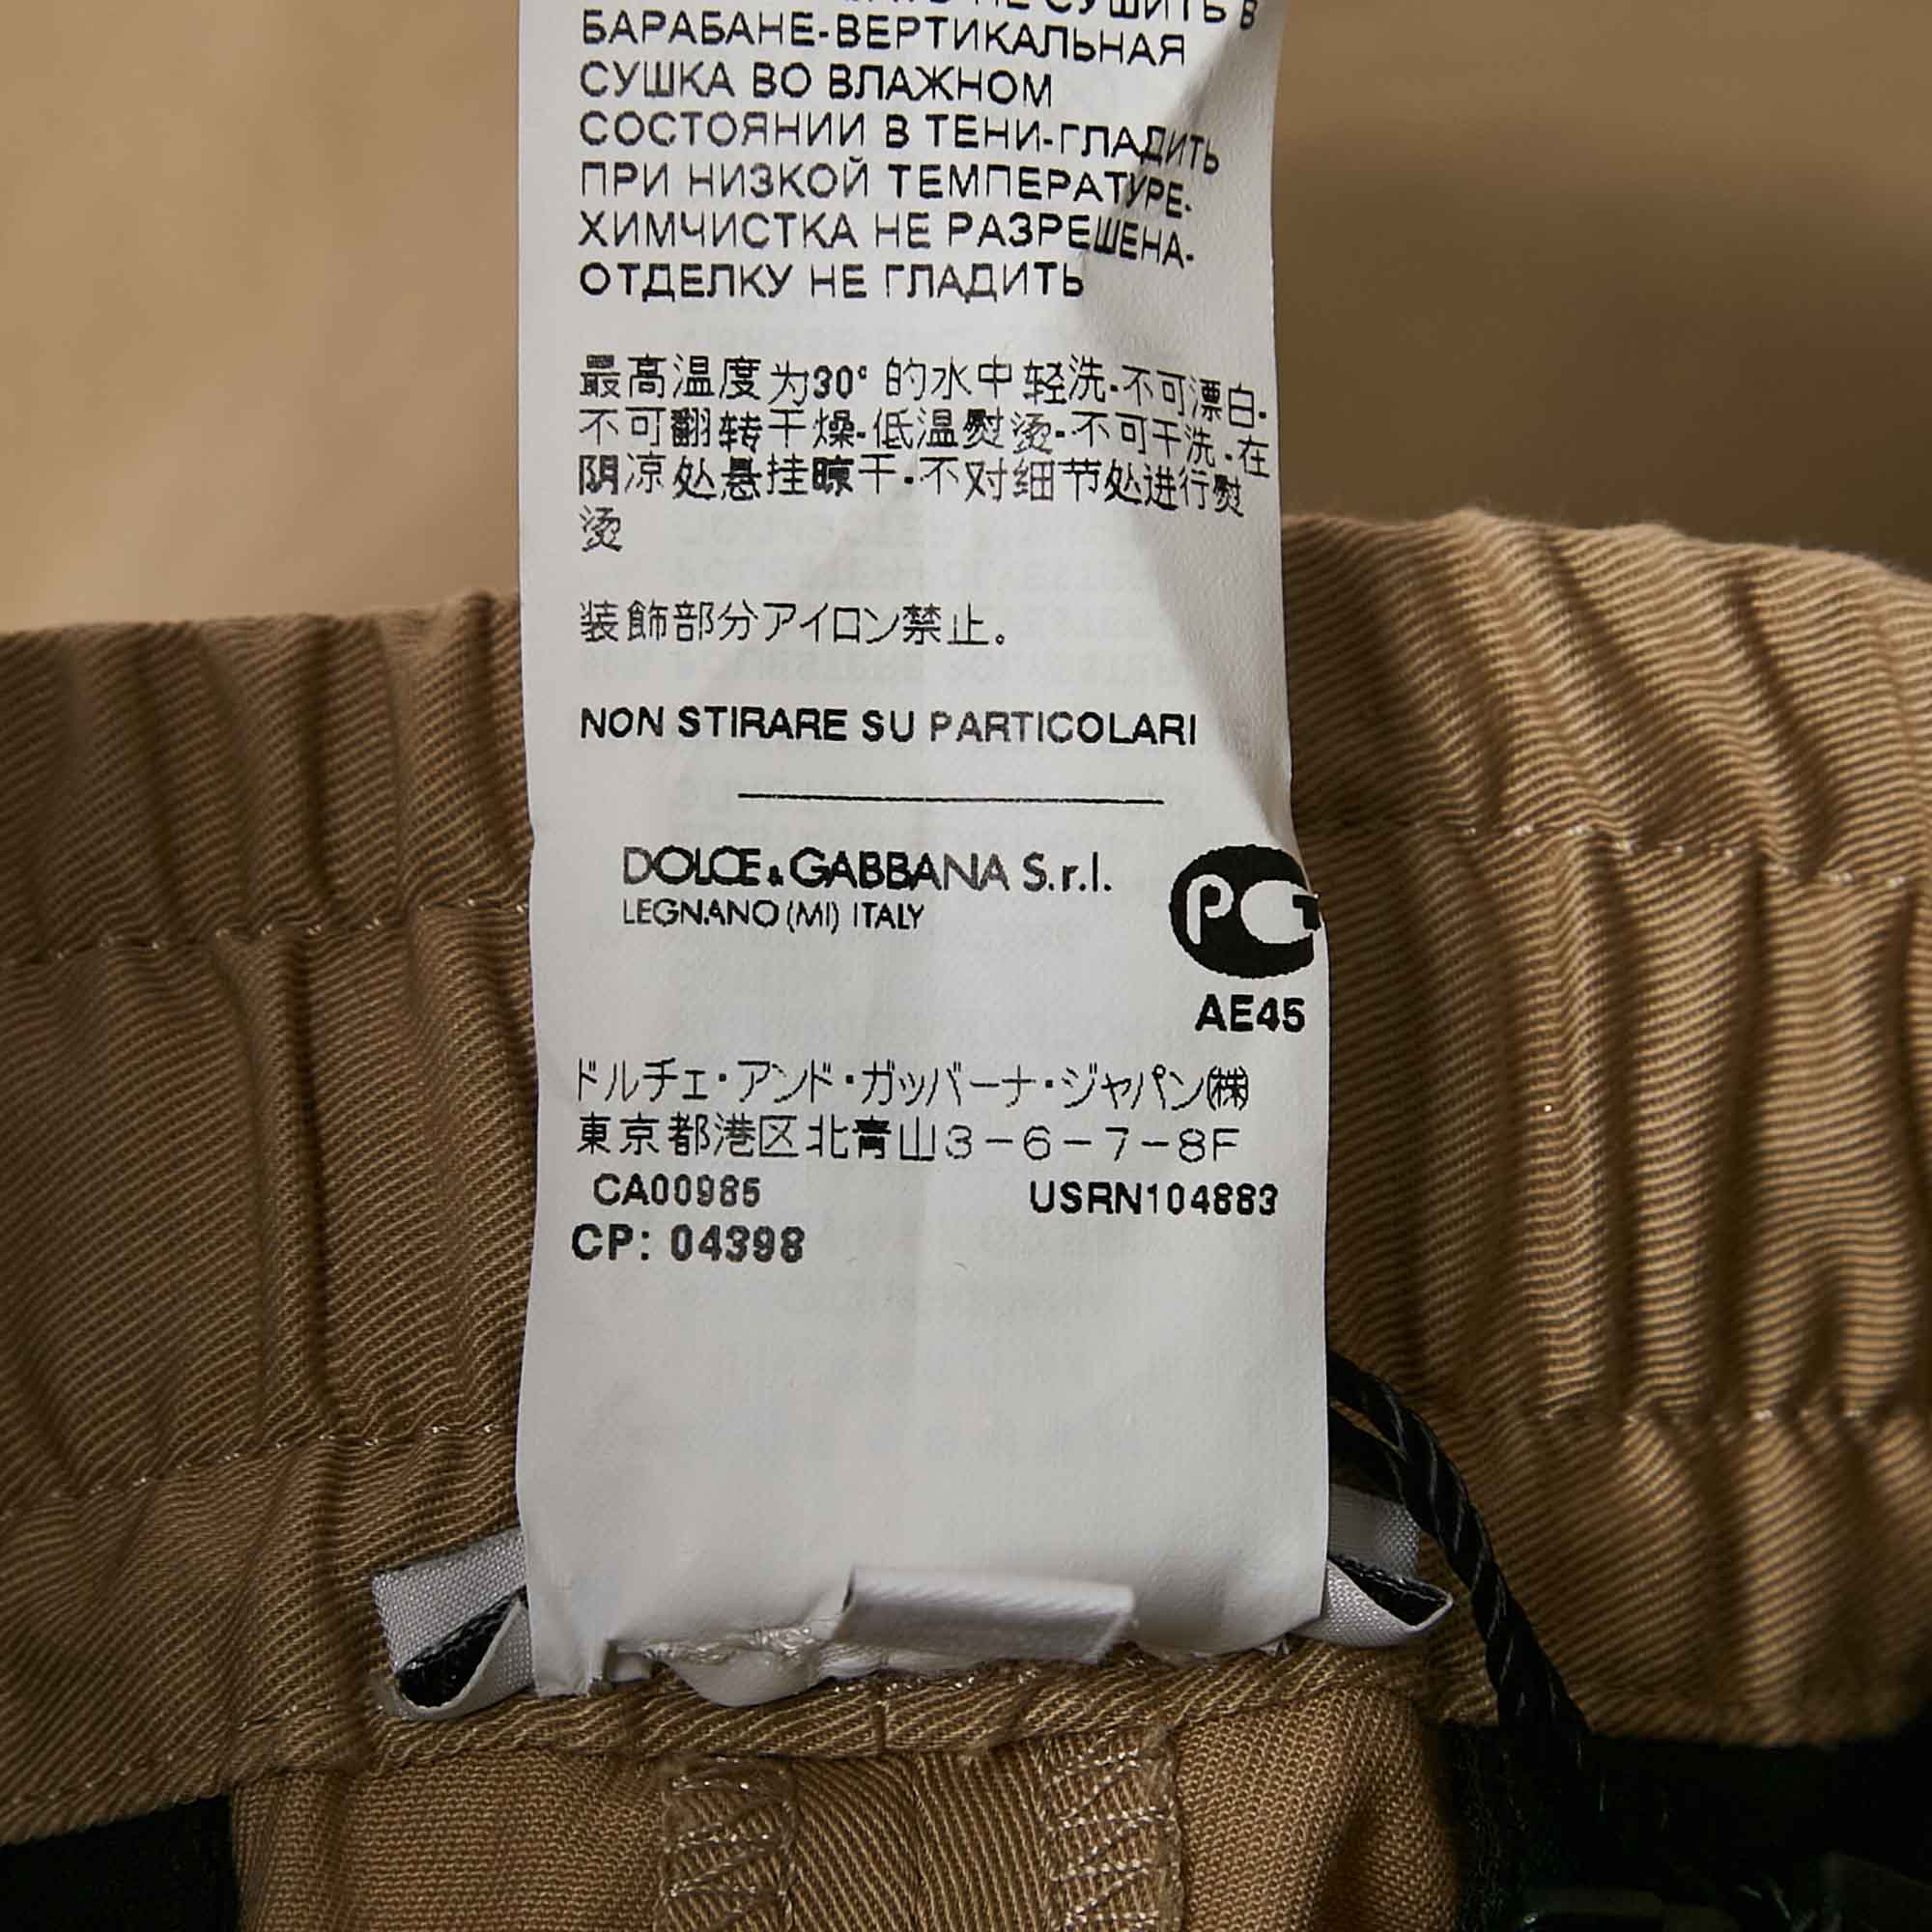 НЕ СУШИТЬ В
БАРАБАНЕ-ВЕРТИКАЛЬНАЯ
СУШКА ВО ВЛАЖНОМ
СОСТОЯНИИ В ТЕНИ-ГЛАДИТЬ
ПРИ НИЗКОЙ ТЕМПЕРАТУРЕ-
ХИМЧИСТКА НЕ РАЗРЕШЕНА-
ОТДЕЛКУ НЕ ГЛАДИТЬ
最高温度为30° 的水中轻洗-不可漂白-
不可翻转干燥-低温熨烫-不可干洗-在
阴凉处悬挂晾干-不对细节处进行熨
烫
装飾部分アイロン禁止。
NON STIRARE SU PARTICOLARI
DOLCE & GABBANA S.r.l.
LEGNANO (MI) ITALY
РСТ
AE45
ドルチェ・アンド・ガッバーナ・ジャパン㈱
東京都港区北青山3-6-7-8F
CA00985 USRN104883
CP: 04398